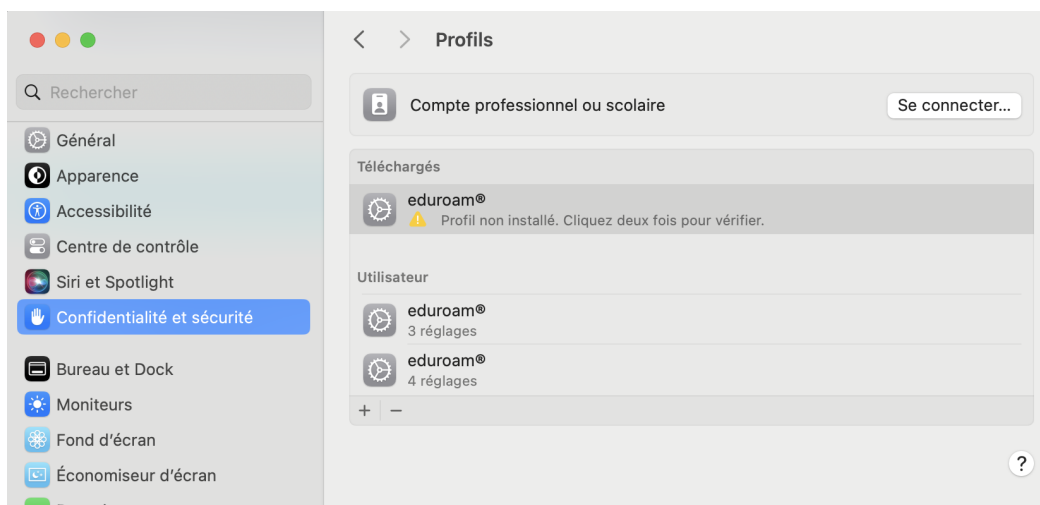 Profils
Rechercher
Général
Apparence
Accessibilité
Centre de contrôle
Siri et Spotlight
Confidentialité et sécurité
Bureau et Dock
Moniteurs
Fond d'écran
Économiseur d'écran
Compte professionnel ou scolaire
Se connecter...
Téléchargés
eduroam®
Profil non installé. Cliquez deux fois pour vérifier.
Utilisateur
eduroam®
3 réglages
eduroam®
4 réglages
+ −
?